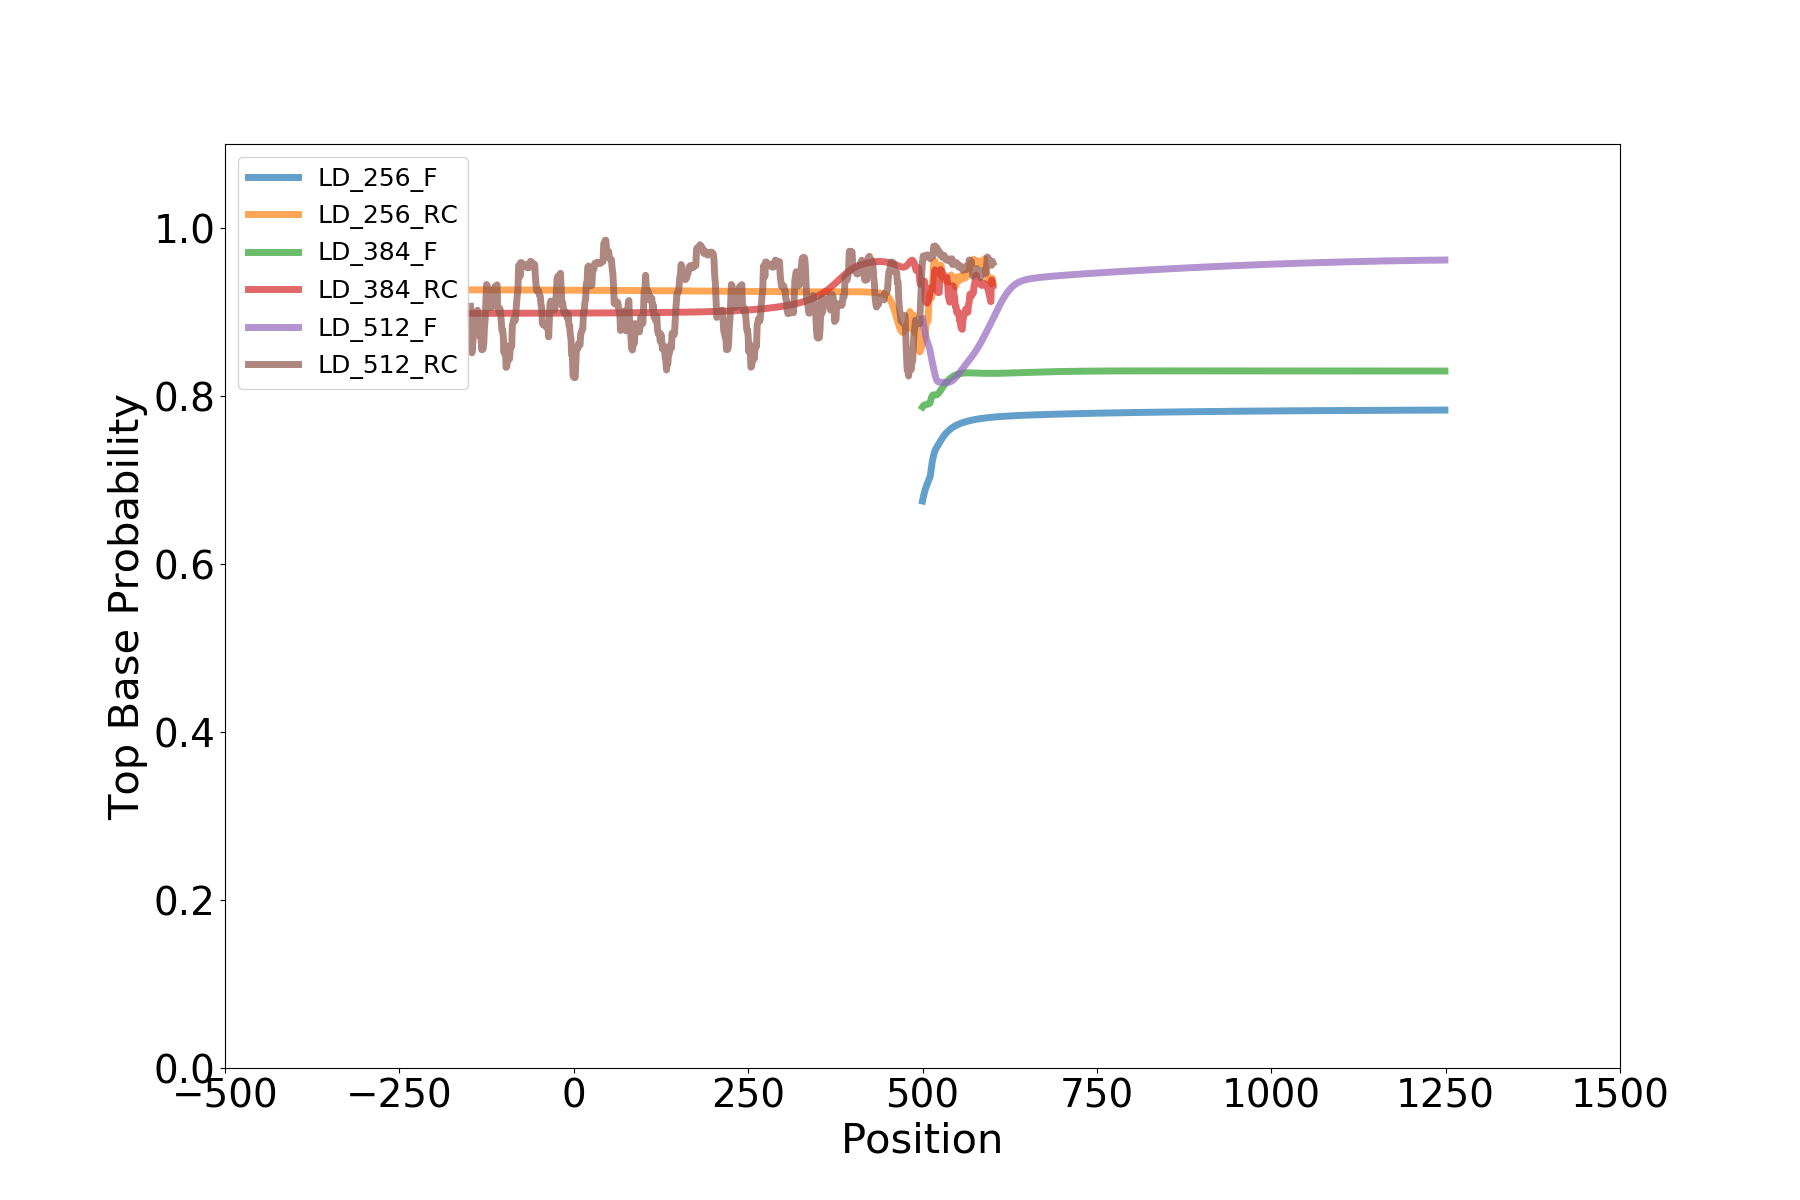 LD_256_F
LD_256_RC
LD_384_F
LD_384_RC
LD_512_F
LD_512_RC
1.0
0.8
0.6
0.4
0.2
0.0
Top Base Probability
−500 −250 0 250 500 750 1000 1250 1500
Position